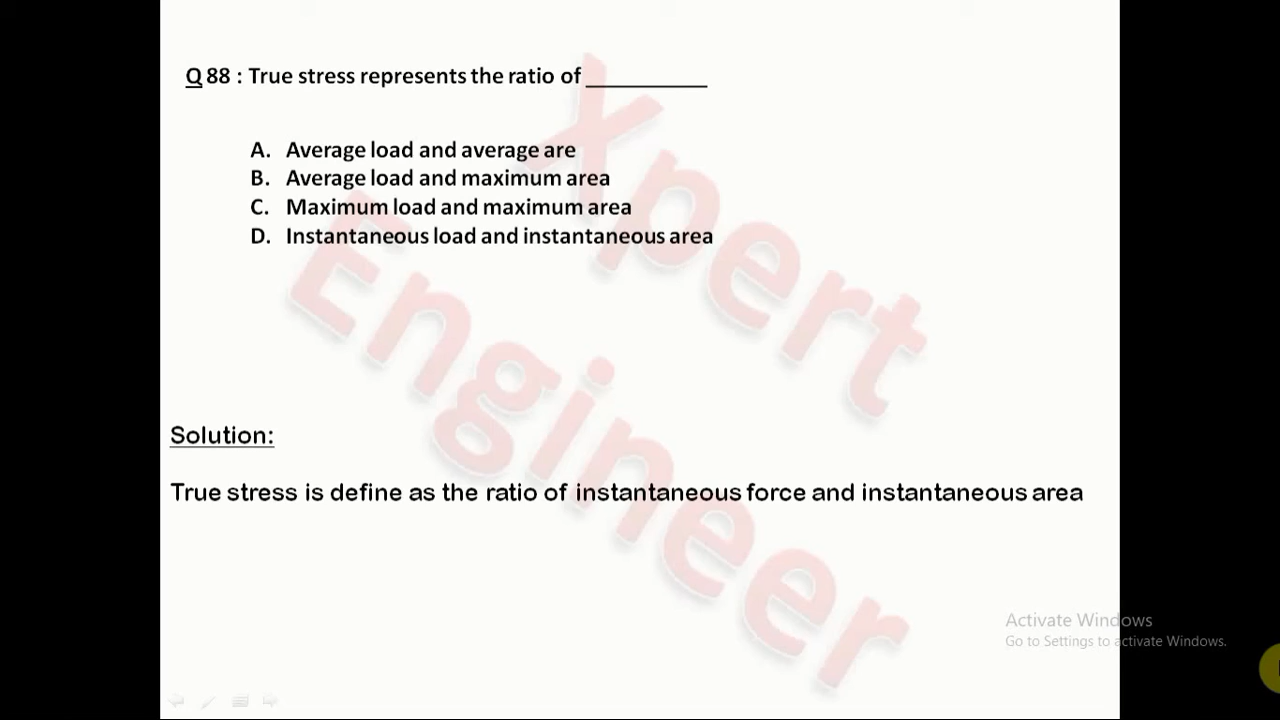 Q 88 : True stress represents the ratio of __________
A. Average load and average are
B. Average load and maximum area
C. Maximum load and maximum area
D. Instantaneous load and instantaneous area
Xpert
Engineer
Solution:
True stress is define as the ratio of instantaneous force and instantaneous area
Activate Windows
Go to Settings to activate Windows.